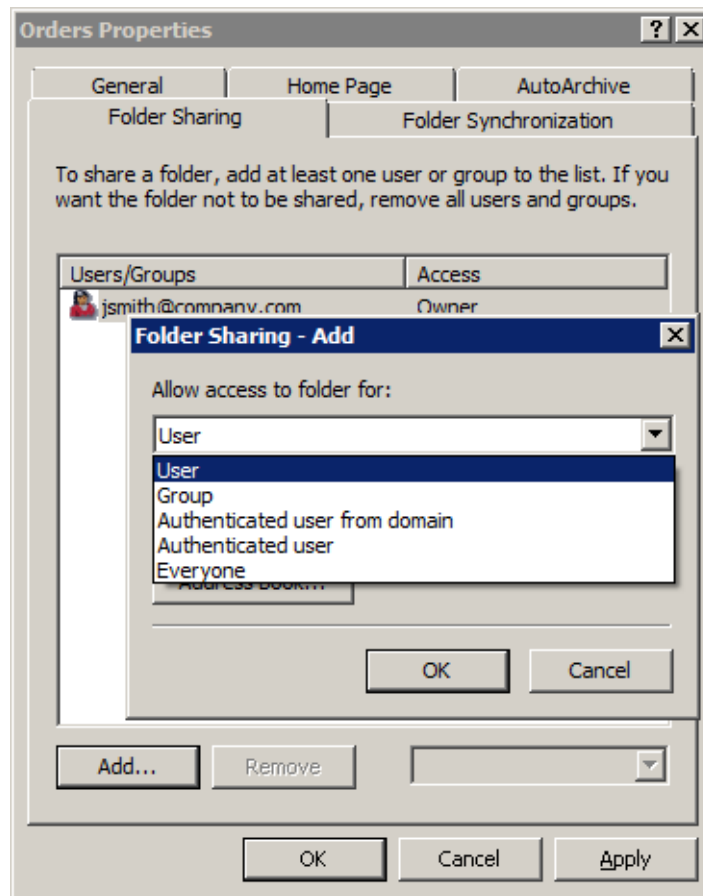 Orders Properties
General Home Page AutoArchive
Folder Sharing Folder Synchronization
To share a folder, add at least one user or group to the list. If you
want the folder not to be shared, remove all users and groups.
Users/Groups Access
jsmith@company.com Owner
Folder Sharing - Add
Allow access to folder for:
User
User
Group
Authenticated user from domain
Authenticated user
Everyone
Address Book...
OK Cancel
Add... Remove
OK Cancel Apply